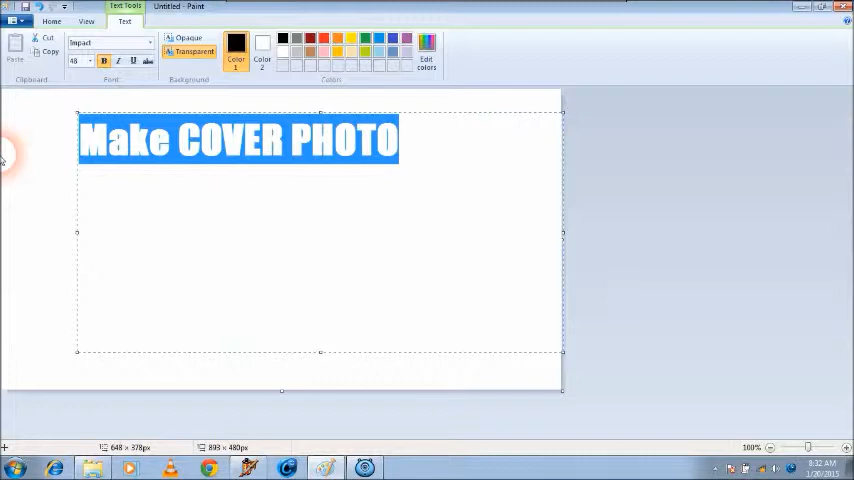 Text Tools
Untitled - Paint
Home
View
Text
Paste
Cut
Copy
Clipboard
Impact
48
B
I
U
abc
Font
Opaque
Transparent
Background
Color
1
Color
2
Edit
colors
Colors
Make COVER PHOTO
648 × 378px
893 × 480px
100%
8:32 AM
1/20/2015